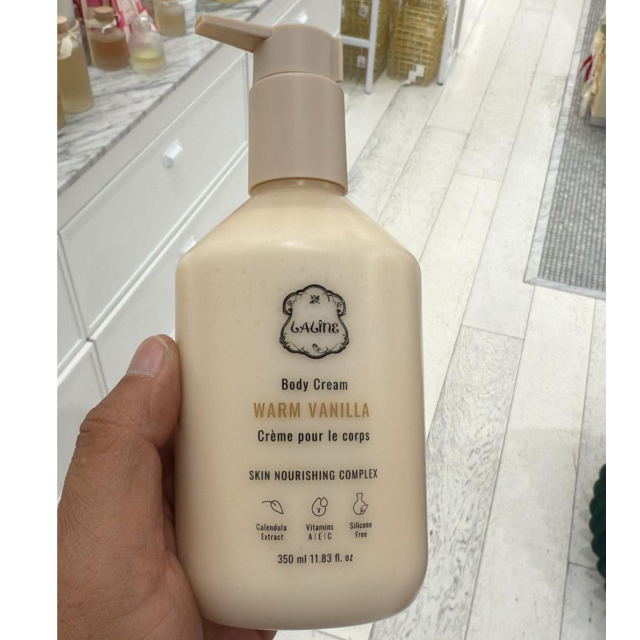 LALINE
Body Cream
WARM VANILLA
Crème pour le corps
SKIN NOURISHING COMPLEX
Calendula Extract
Vitamins A|E|C
Silicone Free
350 ml 11.83 fl. oz